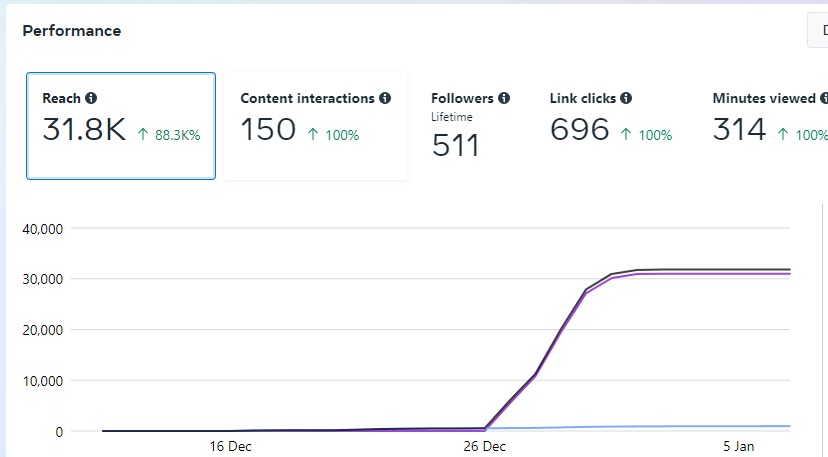 Performance
Reach
31.8K ↑ 88.3K%
Content interactions
150 ↑ 100%
Followers
Lifetime
511
Link clicks
696 ↑ 100%
Minutes viewed
314 ↑ 100%
40,000
30,000
20,000
10,000
0
16 Dec
26 Dec
5 Jan